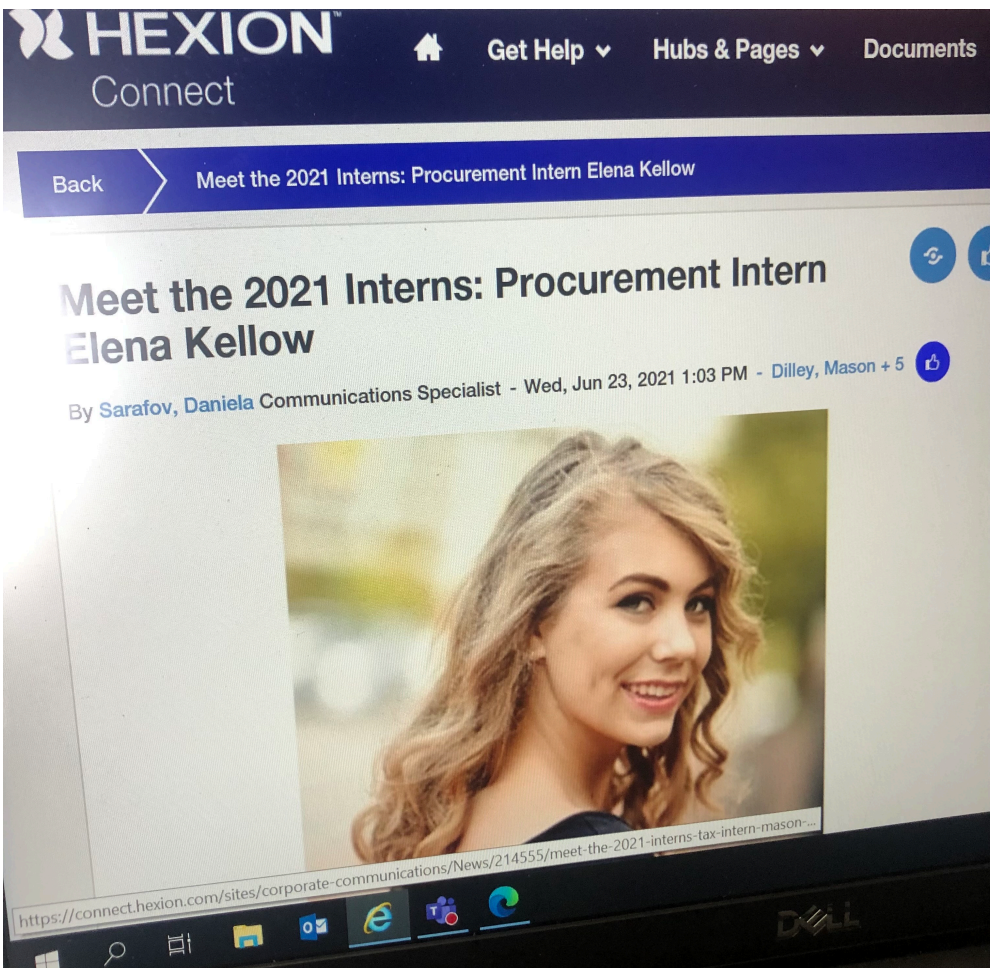 HEXION™
Connect
Get Help Hubs & Pages Documents
Back Meet the 2021 Interns: Procurement Intern Elena Kellow
Meet the 2021 Interns: Procurement Intern
Elena Kellow
By Sarafov, Daniela Communications Specialist - Wed, Jun 23, 2021 1:03 PM - Dilley, Mason + 5
https://connect.hexion.com/sites/corporate-communications/News/214555/meet-the-2021-interns-tax-intern-mason-...
DELL